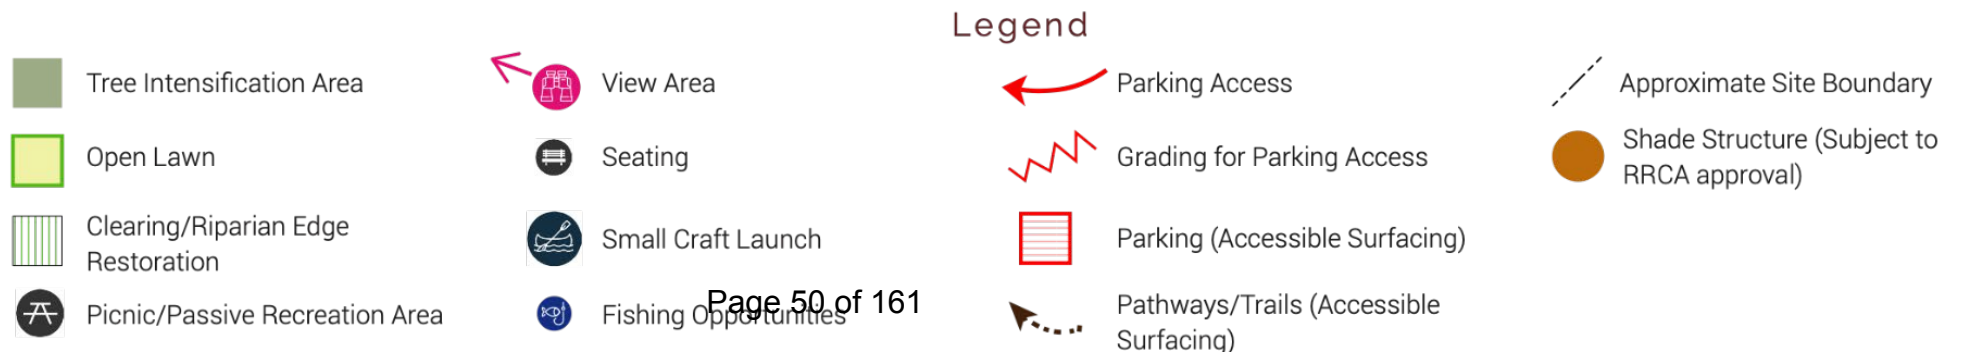 Legend
Tree Intensification Area
Open Lawn
Clearing/Riparian Edge
Restoration
Picnic/Passive Recreation Area
View Area
Seating
Small Craft Launch
Fishing Opportunities
Page 50 of 161
Parking Access
Grading for Parking Access
Parking (Accessible Surfacing)
Pathways/Trails (Accessible
Surfacing)
Approximate Site Boundary
Shade Structure (Subject to
RRCA approval)